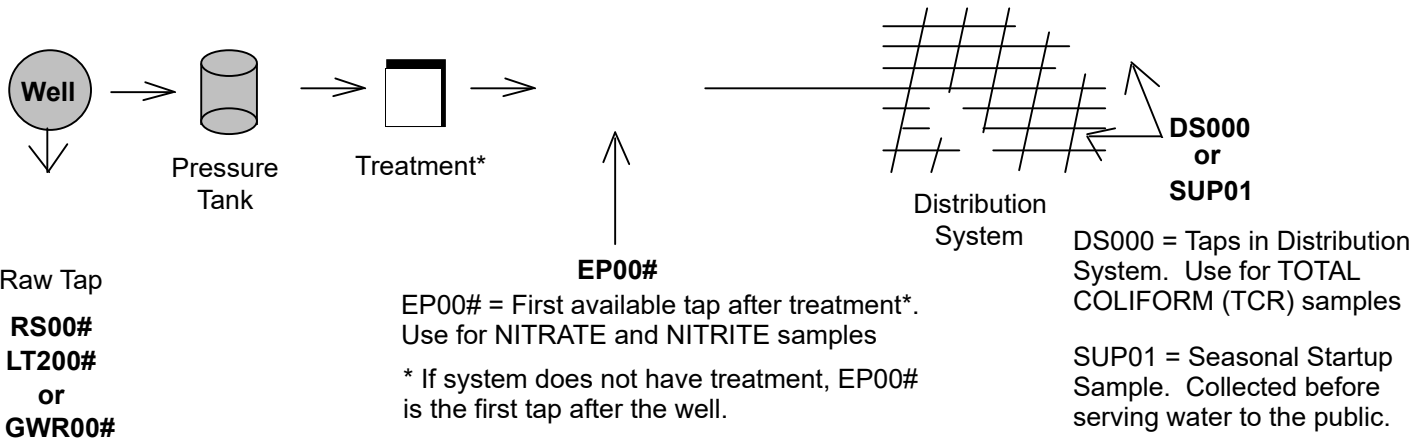 Well
Pressure
Tank
Treatment*
Distribution
System
DS000
or
SUP01
Raw Tap
RS00#
LT200#
or
GWR00#
EP00#
EP00# = First available tap after treatment*.
Use for NITRATE and NITRITE samples
* If system does not have treatment, EP00#
is the first tap after the well.
DS000 = Taps in Distribution
System. Use for TOTAL
COLIFORM (TCR) samples
SUP01 = Seasonal Startup
Sample. Collected before
serving water to the public.